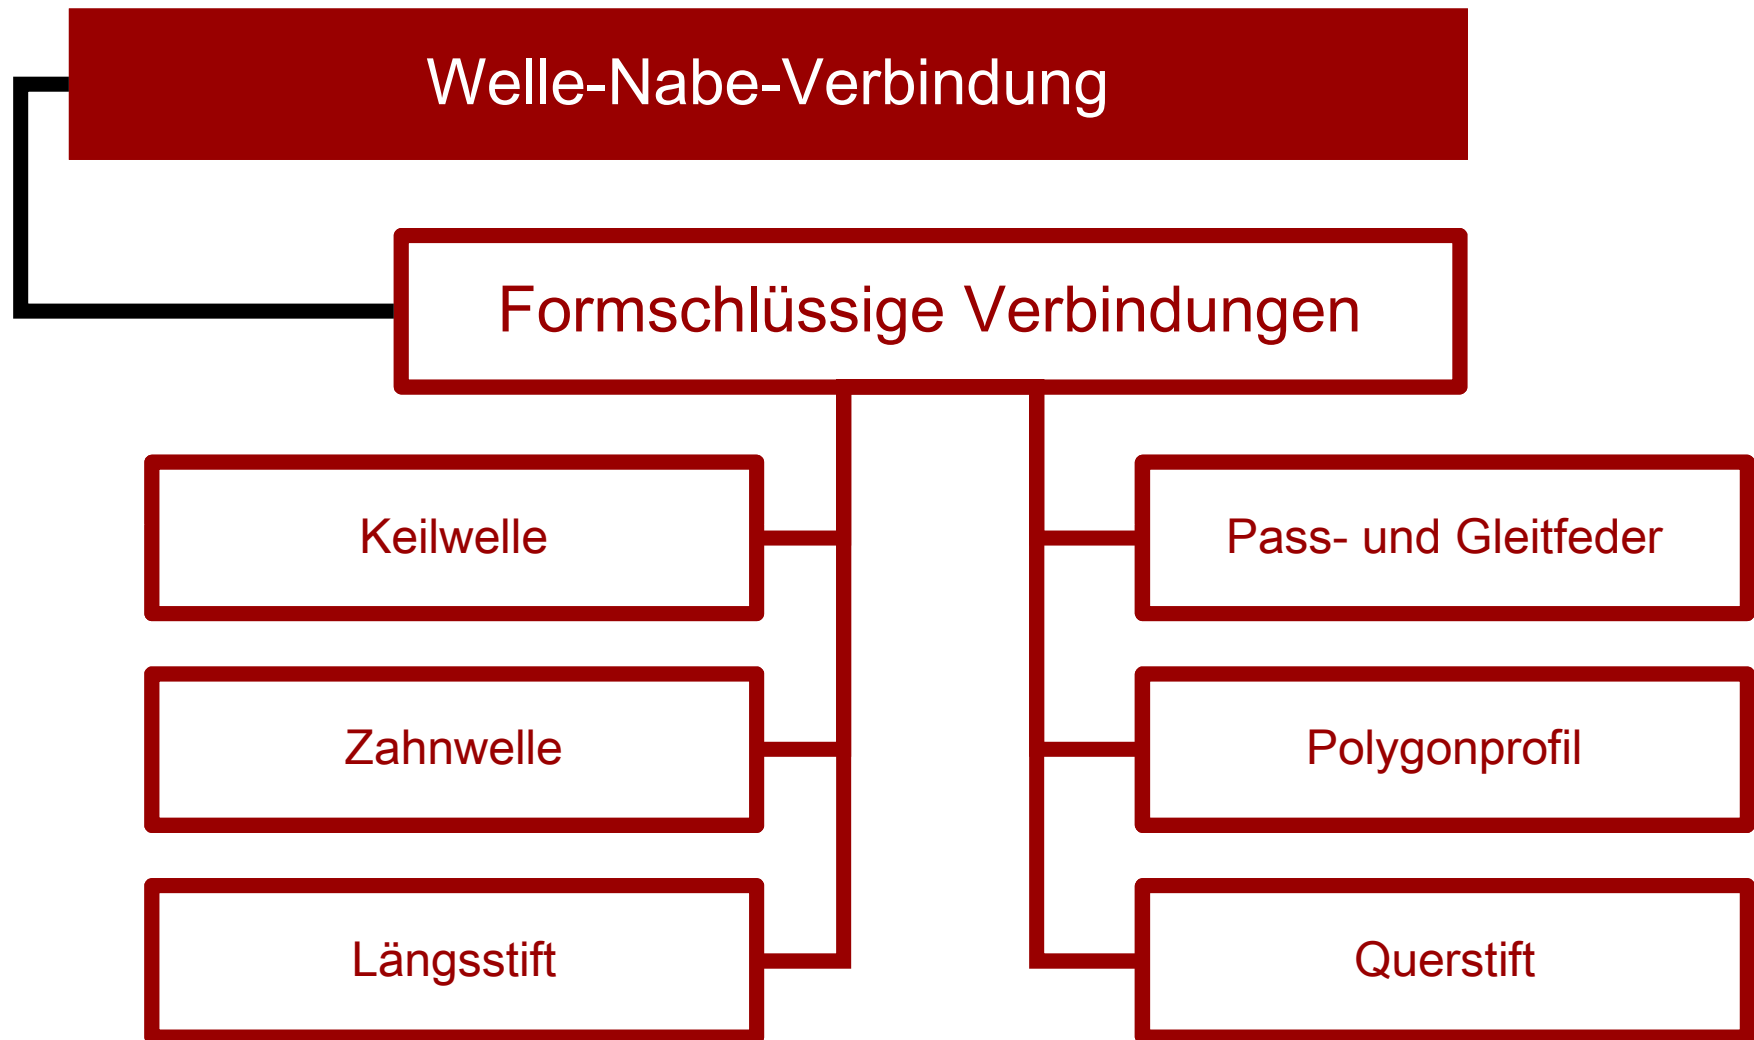 Welle-Nabe-Verbindung
Formschlüssige Verbindungen
Keilwelle
Pass- und Gleitfeder
Zahnwelle
Polygonprofil
Längsstift
Querstift